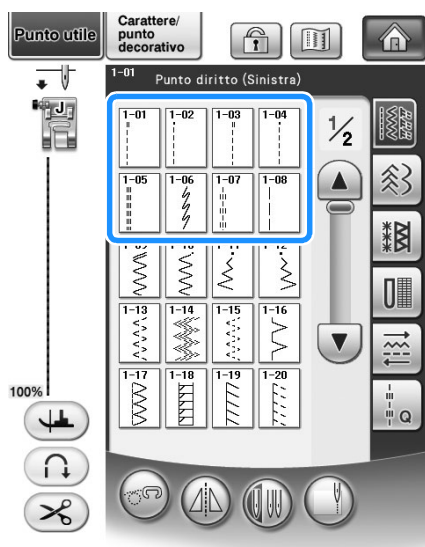 Punto utile
Carattere/
punto
decorativo
1-01
Punto diritto (Sinistra)
J
1-01 1-02 1-03 1-04
1/2
1-05 1-06 1-07 1-08
1-13 1-14 1-15 1-16
1-17 1-18 1-19 1-20
100%
Q